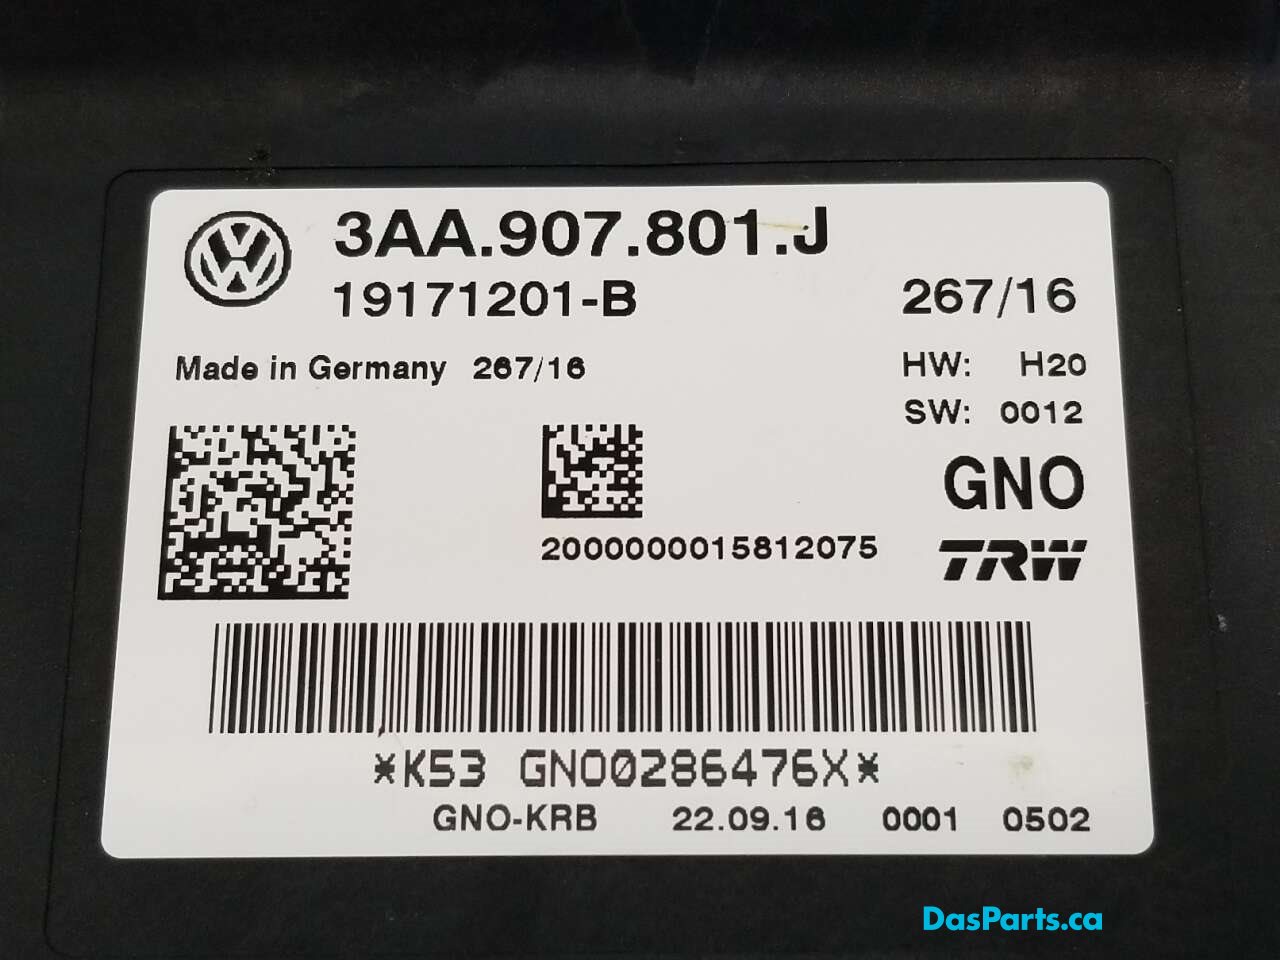 3AA.907.801.J
19171201-B
267/16
Made in Germany 267/16
HW: H20
SW: 0012
GNO
2000000015812075
TRW
*K53 GNO0286476X*
GNO-KRB 22.09.16 0001 0502
DasParts.ca